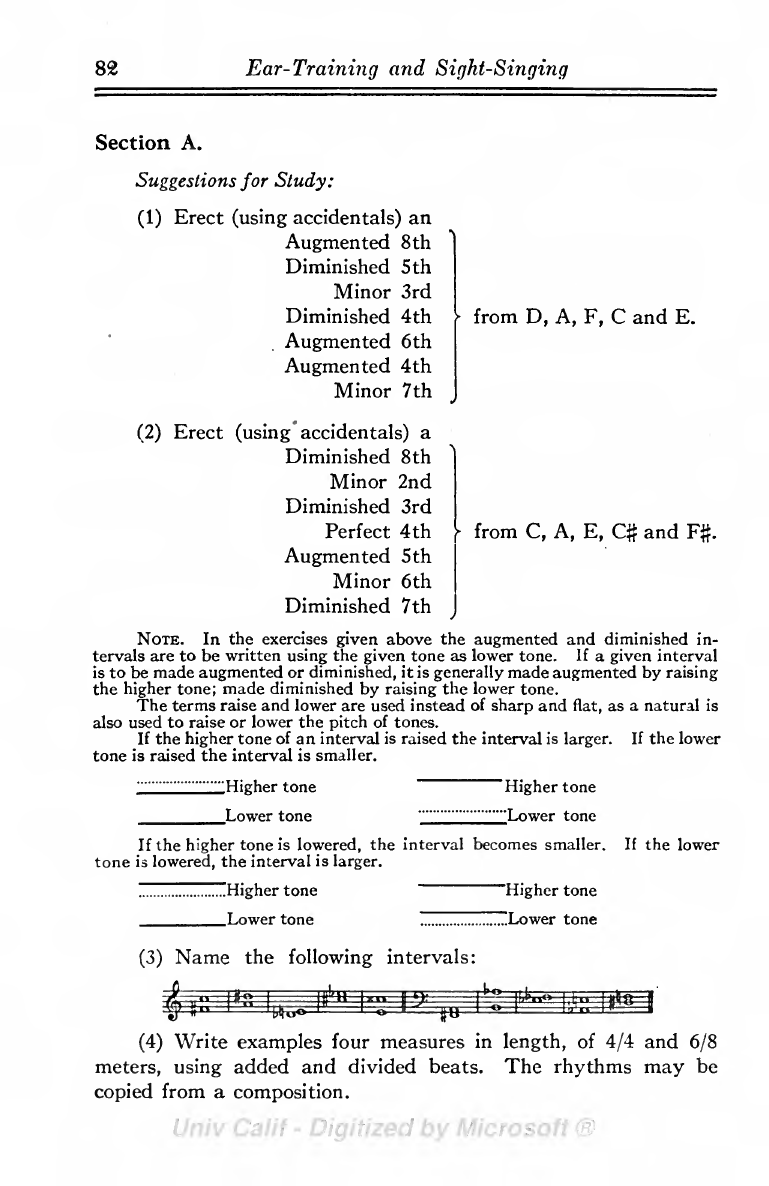 82 Ear-Training and Sight-Singing
Section A.
Suggestions for Study:
(1) Erect (using accidentals) an
Augmented 8th
Diminished 5th
Minor 3rd
Diminished 4th from D, A, F, C and E.
Augmented 6th
Augmented 4th
Minor 7th
(2) Erect (using accidentals) a
Diminished 8th
Minor 2nd
Diminished 3rd
Perfect 4th from C, A, E, C# and F#.
Augmented 5th
Minor 6th
Diminished 7th
NOTE. In the exercises given above the augmented and diminished in-
tervals are to be written using the given tone as lower tone. If a given interval
is to be made augmented or diminished, it is generally made augmented by raising
the higher tone; made diminished by raising the lower tone.
The terms raise and lower are used instead of sharp and flat, as a natural is
also used to raise or lower the pitch of tones.
If the higher tone of an interval is raised the interval is larger. If the lower
tone is raised the interval is smaller.
Higher tone Higher tone
Lower tone Lower tone
If the higher tone is lowered, the interval becomes smaller. If the lower
tone is lowered, the interval is larger.
Higher tone Higher tone
Lower tone Lower tone
(3) Name the following intervals:
(4) Write examples four measures in length, of 4/4 and 6/8
meters, using added and divided beats. The rhythms may be
copied from a composition.
Univ Calif - Digitized by Microsoft ®